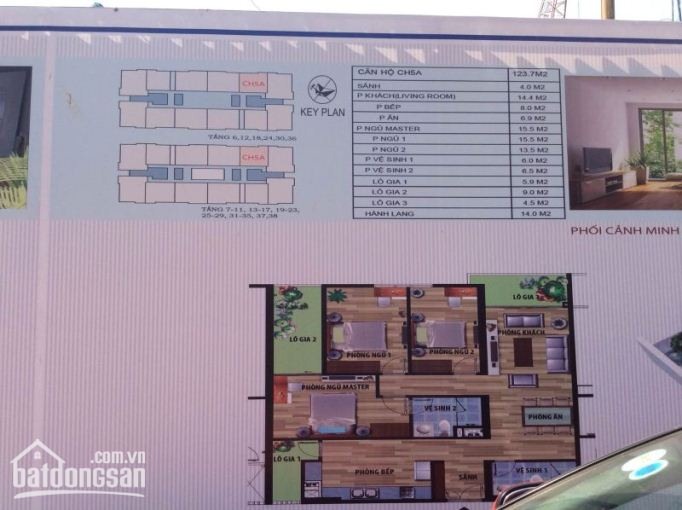 CH5A
KEY PLAN
TẦNG 6,12,18,24,30,36
CH5A
TẦNG 7-11, 13-17, 19-23,
25-29, 31-35, 37,38
CĂN HỘ CH5A 123.7M2
SẢNH 4.0 M2
P KHÁCH(LIVING ROOM) 14.4 M2
P BẾP 8.0 M2
P ĂN 6.9 M2
P NGỦ MASTER 15.5 M2
P NGỦ 1 15.5 M2
P NGỦ 2 13.5 M2
P VỆ SINH 1 6.0 M2
P VỆ SINH 2 6.5 M2
LÔ GIA 1 5.9 M2
LÔ GIA 2 9.0 M2
LÔ GIA 3 4.5 M2
HÀNH LANG 14.0 M2
PHỐI CẢNH MINH
LÔ GIA
LÔ GIA 2
PHÒNG KHÁCH
PHÒNG NGỦ 1
PHÒNG NGỦ 2
PHÒNG NGỦ MASTER
VỆ SINH 2
PHÒNG ĂN
LÔ GIA 1
PHÒNG BẾP
SẢNH
VỆ SINH 1
.com.vn
batdongsan